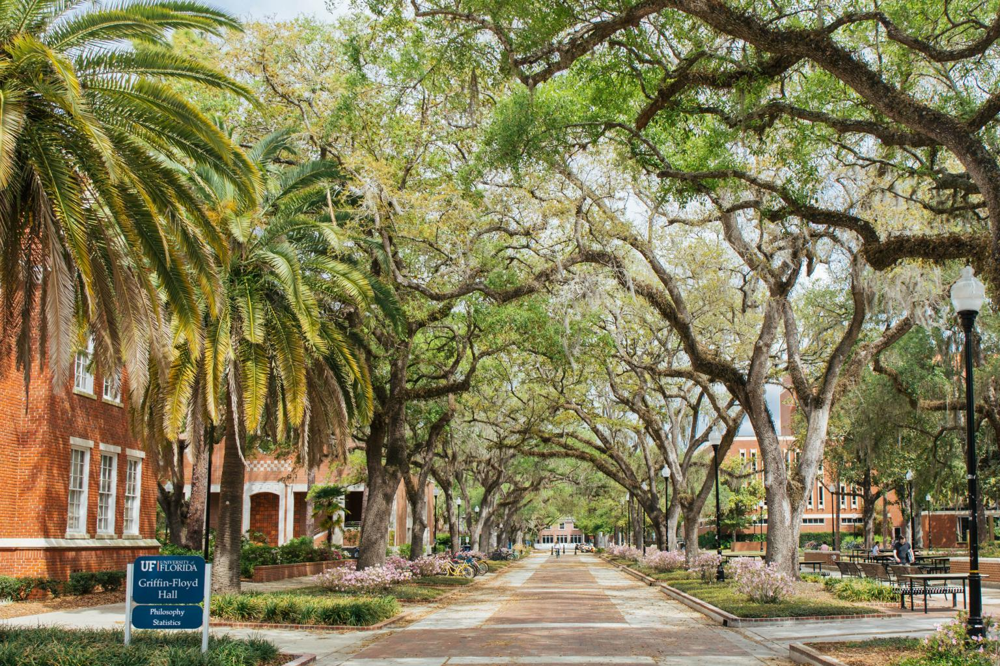 UF UNIVERSITY of
FLORIDA
Griffin-Floyd
Hall
Philosophy
Statistics